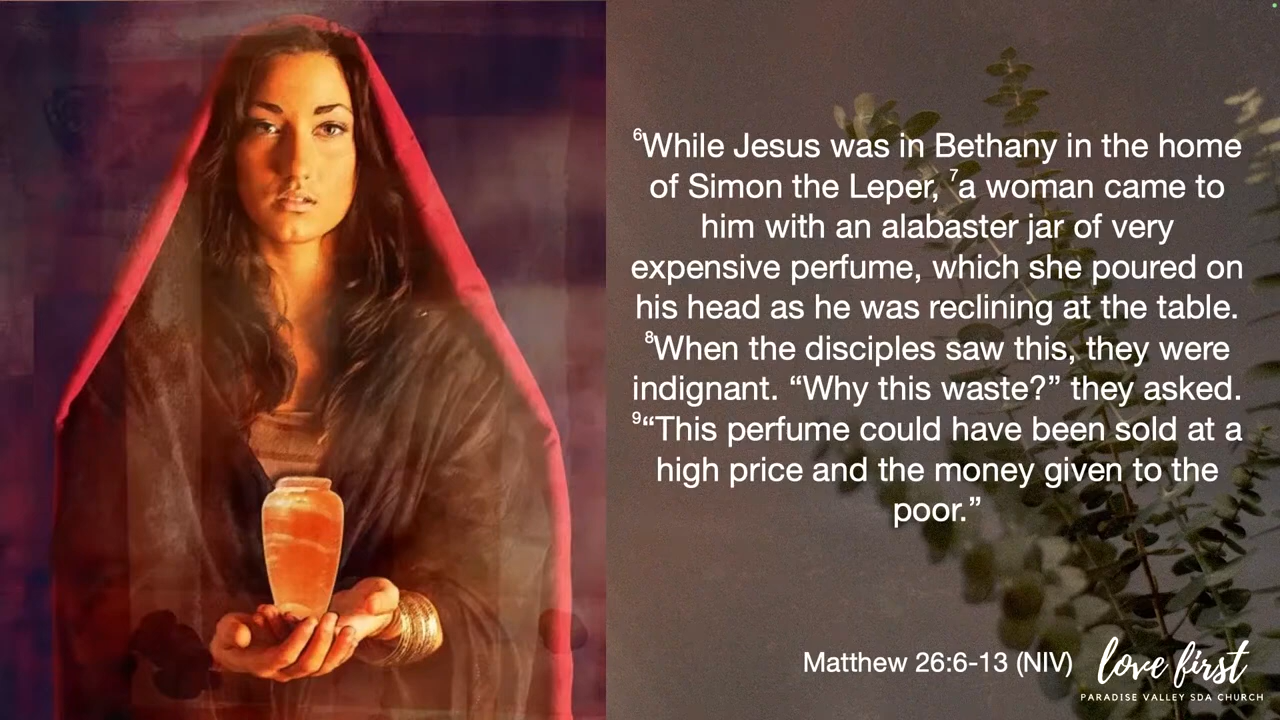 ⁶While Jesus was in Bethany in the home
of Simon the Leper, ⁷a woman came to
him with an alabaster jar of very
expensive perfume, which she poured on
his head as he was reclining at the table.
⁸When the disciples saw this, they were
indignant. “Why this waste?” they asked.
⁹“This perfume could have been sold at a
high price and the money given to the
poor.”
Matthew 26:6-13 (NIV)
love first
PARADISE VALLEY SDA CHURCH